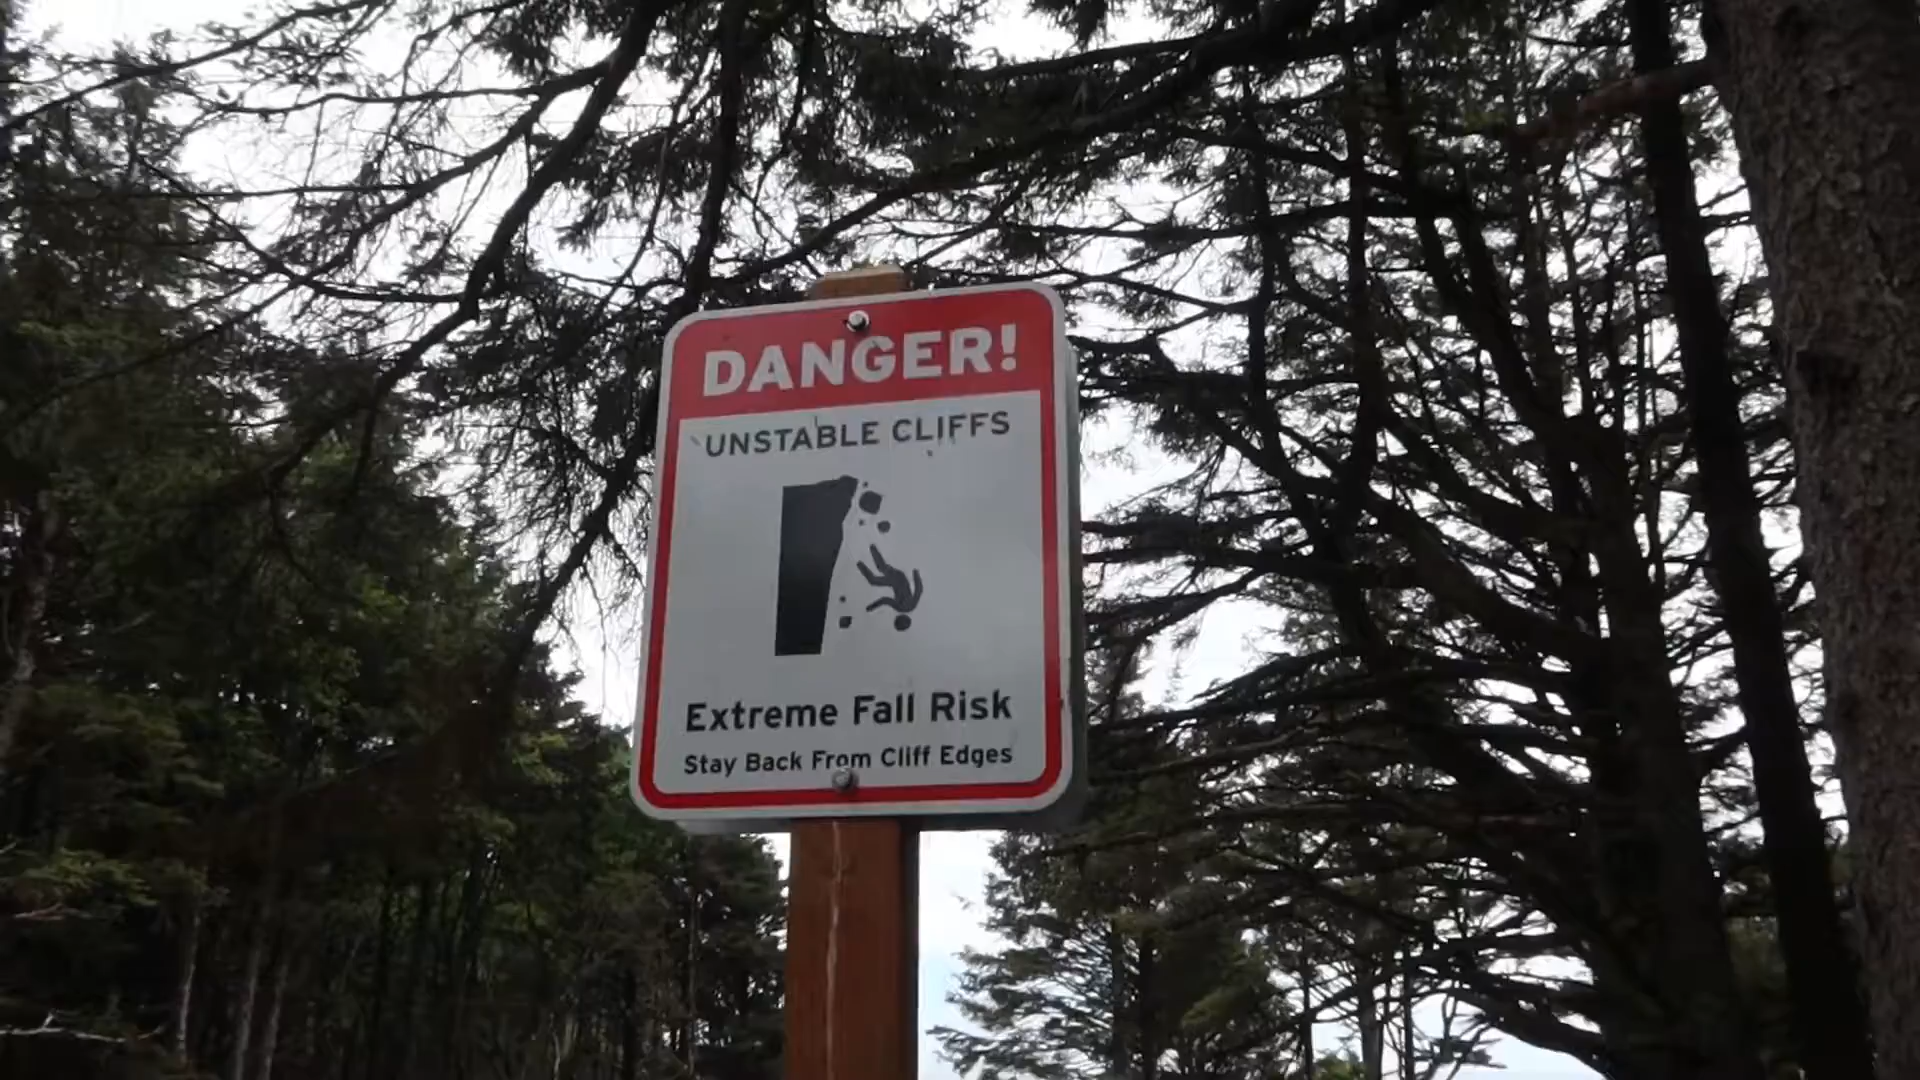 DANGER!
UNSTABLE CLIFFS
Extreme Fall Risk
Stay Back From Cliff Edges